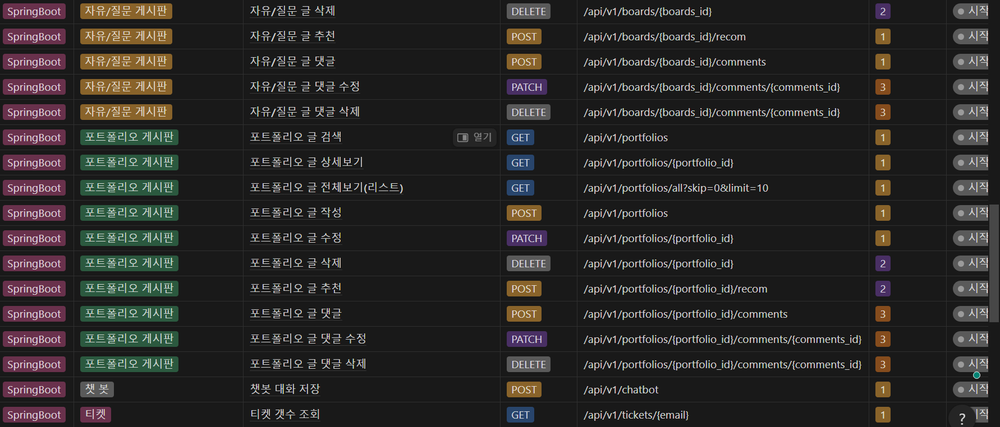 SpringBoot 자유/질문 게시판 자유/질문 글 삭제 DELETE /api/v1/boards/{boards_id} 2 시작
SpringBoot 자유/질문 게시판 자유/질문 글 추천 POST /api/v1/boards/{boards_id}/recom 1 시작
SpringBoot 자유/질문 게시판 자유/질문 글 댓글 POST /api/v1/boards/{boards_id}/comments 1 시작
SpringBoot 자유/질문 게시판 자유/질문 글 댓글 수정 PATCH /api/v1/boards/{boards_id}/comments/{comments_id} 3 시작
SpringBoot 자유/질문 게시판 자유/질문 글 댓글 삭제 DELETE /api/v1/boards/{boards_id}/comments/{comments_id} 3 시작
SpringBoot 포트폴리오 게시판 포트폴리오 글 검색 열기 GET /api/v1/portfolios 1 시작
SpringBoot 포트폴리오 게시판 포트폴리오 글 상세보기 GET /api/v1/portfolios/{portfolio_id} 1 시작
SpringBoot 포트폴리오 게시판 포트폴리오 글 전체보기(리스트) GET /api/v1/portfolios/all?skip=0&limit=10 1 시작
SpringBoot 포트폴리오 게시판 포트폴리오 글 작성 POST /api/v1/portfolios 1 시작
SpringBoot 포트폴리오 게시판 포트폴리오 글 수정 PATCH /api/v1/portfolios/{portfolio_id} 1 시작
SpringBoot 포트폴리오 게시판 포트폴리오 글 삭제 DELETE /api/v1/portfolios/{portfolio_id} 2 시작
SpringBoot 포트폴리오 게시판 포트폴리오 글 추천 POST /api/v1/portfolios/{portfolio_id}/recom 2 시작
SpringBoot 포트폴리오 게시판 포트폴리오 글 댓글 POST /api/v1/portfolios/{portfolio_id}/comments 3 시작
SpringBoot 포트폴리오 게시판 포트폴리오 글 댓글 수정 PATCH /api/v1/portfolios/{portfolio_id}/comments/{comments_id} 3 시작
SpringBoot 포트폴리오 게시판 포트폴리오 글 댓글 삭제 DELETE /api/v1/portfolios/{portfolio_id}/comments/{comments_id} 3 시작
SpringBoot 챗 봇 챗봇 대화 저장 POST /api/v1/chatbot 1 시작
SpringBoot 티켓 티켓 갯수 조회 GET /api/v1/tickets/{email} 1 ?